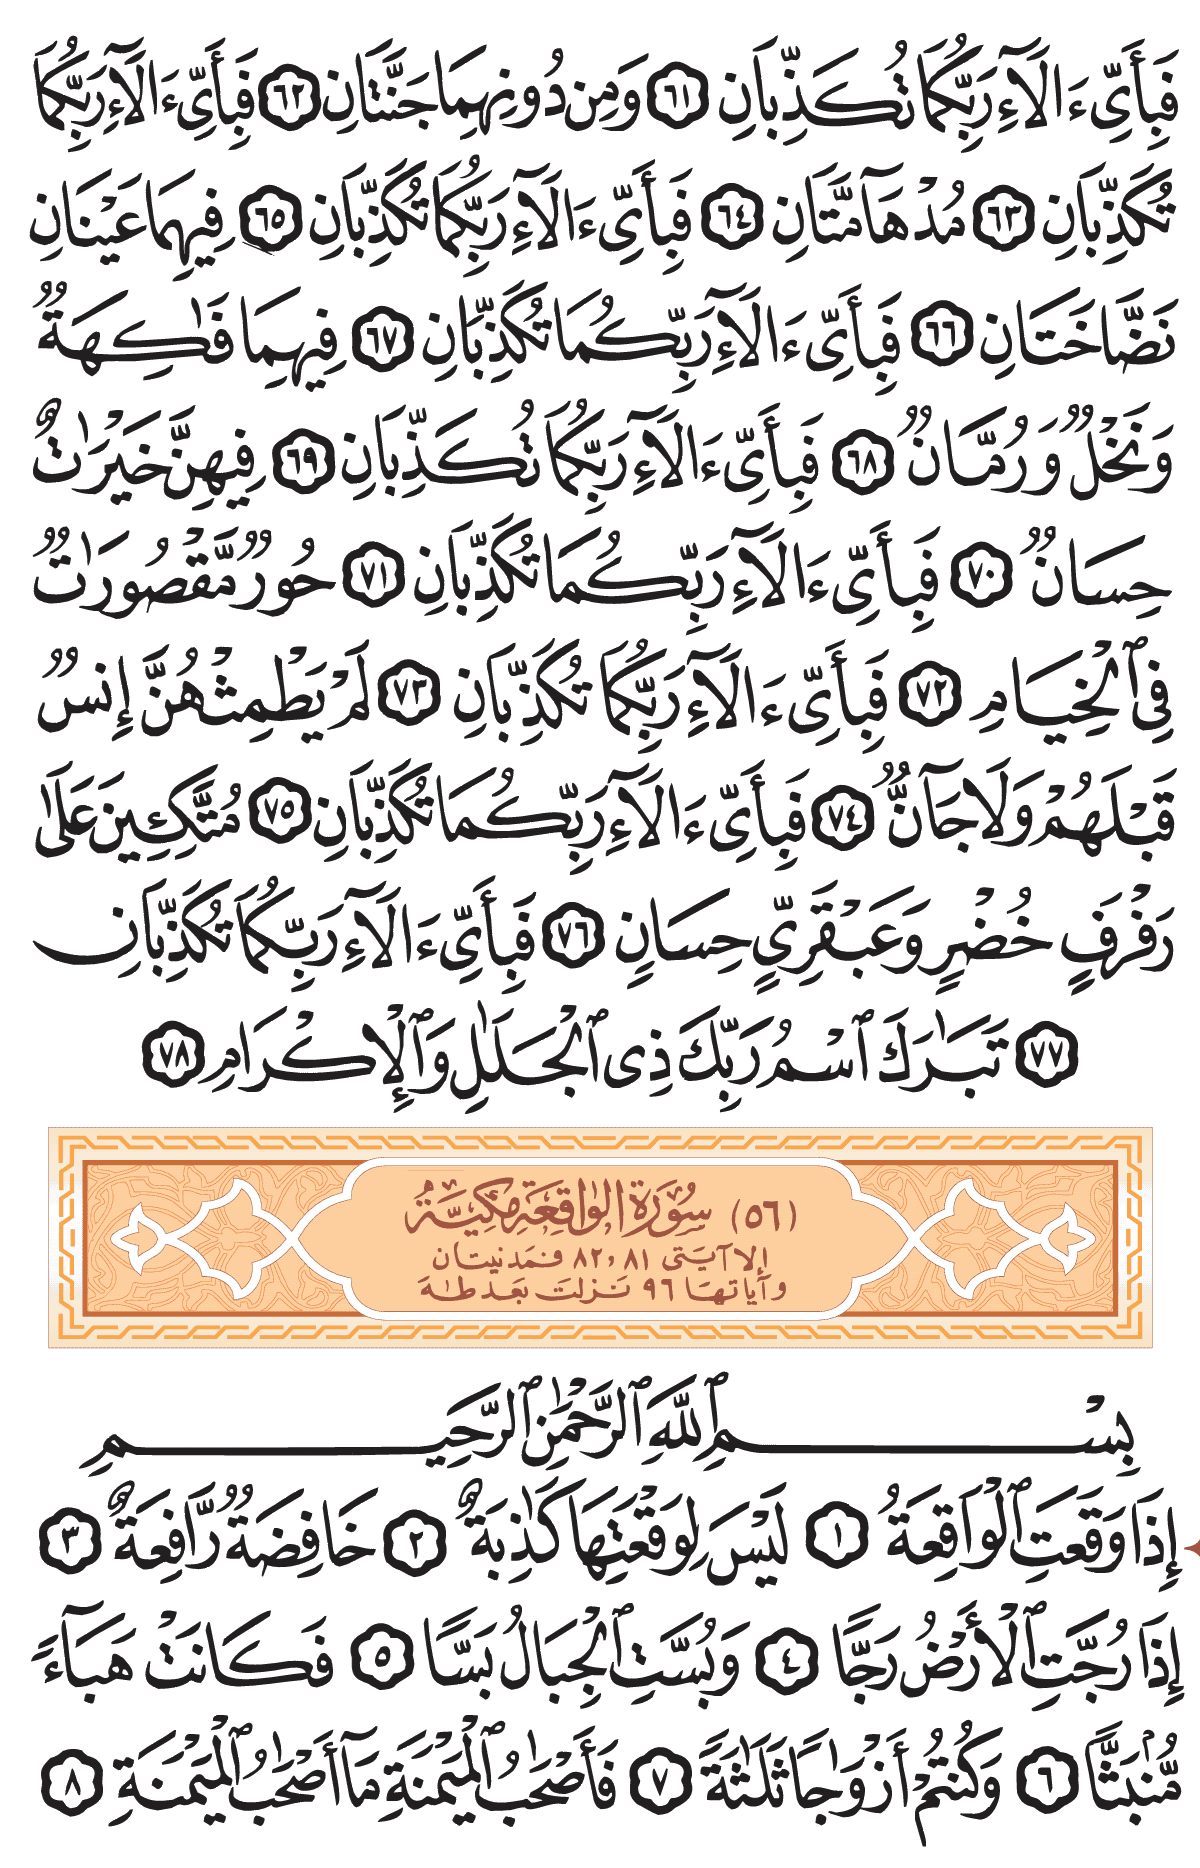 فَبِأَيِّ ءَالَآءِ رَبِّكُمَا تُكَذِّبَانِ ٦١ وَمِن دُونِهِمَا جَنَّتَانِ ٦٢ فَبِأَيِّ ءَالَآءِ رَبِّكُمَا
تُكَذِّبَانِ ٦٣ مُدْهَآمَّتَانِ ٦٤ فَبِأَيِّ ءَالَآءِ رَبِّكُمَا تُكَذِّبَانِ ٦٥ فِيهِمَا عَيْنَانِ
نَضَّاخَتَانِ ٦٦ فَبِأَيِّ ءَالَآءِ رَبِّكُمَا تُكَذِّبَانِ ٦٧ فِيهِمَا فَٰكِهَةٌ
وَنَخْلٌ وَرُمَّانٌ ٦٨ فَبِأَيِّ ءَالَآءِ رَبِّكُمَا تُكَذِّبَانِ ٦٩ فِيهِنَّ خَيْرَٰتٌ
حِسَانٌ ٧٠ فَبِأَيِّ ءَالَآءِ رَبِّكُمَا تُكَذِّبَانِ ٧١ حُورٌ مَّقْصُورَٰتٌ
فِي ٱلْخِيَامِ ٧٢ فَبِأَيِّ ءَالَآءِ رَبِّكُمَا تُكَذِّبَانِ ٧٣ لَمْ يَطْمِثْهُنَّ إِنسٌ
قَبْلَهُمْ وَلَا جَآنٌّ ٧٤ فَبِأَيِّ ءَالَآءِ رَبِّكُمَا تُكَذِّبَانِ ٧٥ مُتَّكِـِٔينَ عَلَىٰ
رَفْرَفٍ خُضْرٍ وَعَبْقَرِيٍّ حِسَانٍ ٧٦ فَبِأَيِّ ءَالَآءِ رَبِّكُمَا تُكَذِّبَانِ
٧٧ تَبَٰرَكَ ٱسْمُ رَبِّكَ ذِي ٱلْجَلَٰلِ وَٱلْإِكْرَامِ ٧٨
(٥٦) سُورَةُ الوَاقِعَةِ مَكِّيَّة
إلا آيتى ٨١،٨٢ فمدنيتان
وآياتها ٩٦ نزلت بعد طه
بِسْمِ ٱللَّهِ ٱلرَّحْمَٰنِ ٱلرَّحِيمِ
إِذَا وَقَعَتِ ٱلْوَاقِعَةُ ١ لَيْسَ لِوَقْعَتِهَا كَاذِبَةٌ ٢ خَافِضَةٌ رَّافِعَةٌ ٣
إِذَا رُجَّتِ ٱلْأَرْضُ رَجًّا ٤ وَبُسَّتِ ٱلْجِبَالُ بَسًّا ٥ فَكَانَتْ هَبَآءً
مُّنۢبَثًّا ٦ وَكُنتُمْ أَزْوَٰجًا ثَلَٰثَةً ٧ فَأَصْحَٰبُ ٱلْمَيْمَنَةِ مَآ أَصْحَٰبُ ٱلْمَيْمَنَةِ ٨